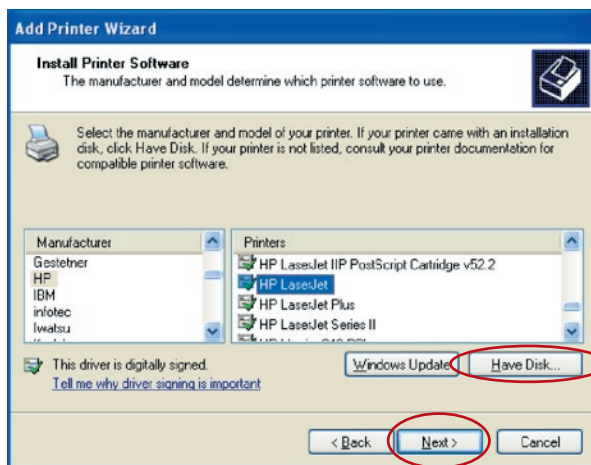 Add Printer Wizard
Install Printer Software
The manufacturer and model determine which printer software to use.
Select the manufacturer and model of your printer. If your printer came with an installation
disk, click Have Disk. If your printer is not listed, consult your printer documentation for
compatible printer software.
Manufacturer
Gestetner
HP
IBM
infotec
Iwatsu
Printers
HP LaserJet IIP PostScript Cartridge v52.2
HP LaserJet
HP LaserJet Plus
HP LaserJet Series II
This driver is digitally signed.
Tell me why driver signing is important
Windows Update
Have Disk...
< Back
Next >
Cancel